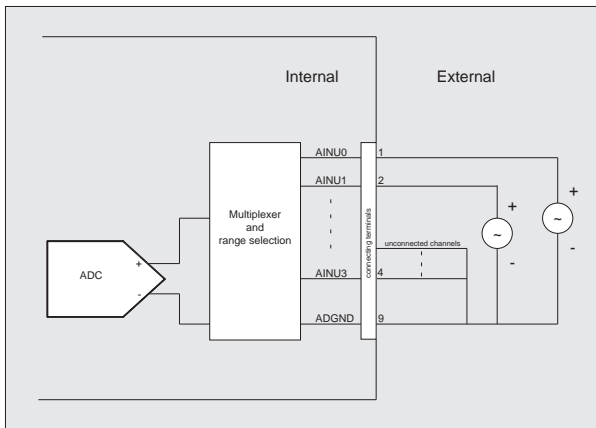 Internal
External
AINU0
1
AINU1
2
Multiplexer
and
range selection
connecting terminals
unconnected channels
+
~
-
+
~
-
ADC
+
-
AINU3
4
ADGND
9